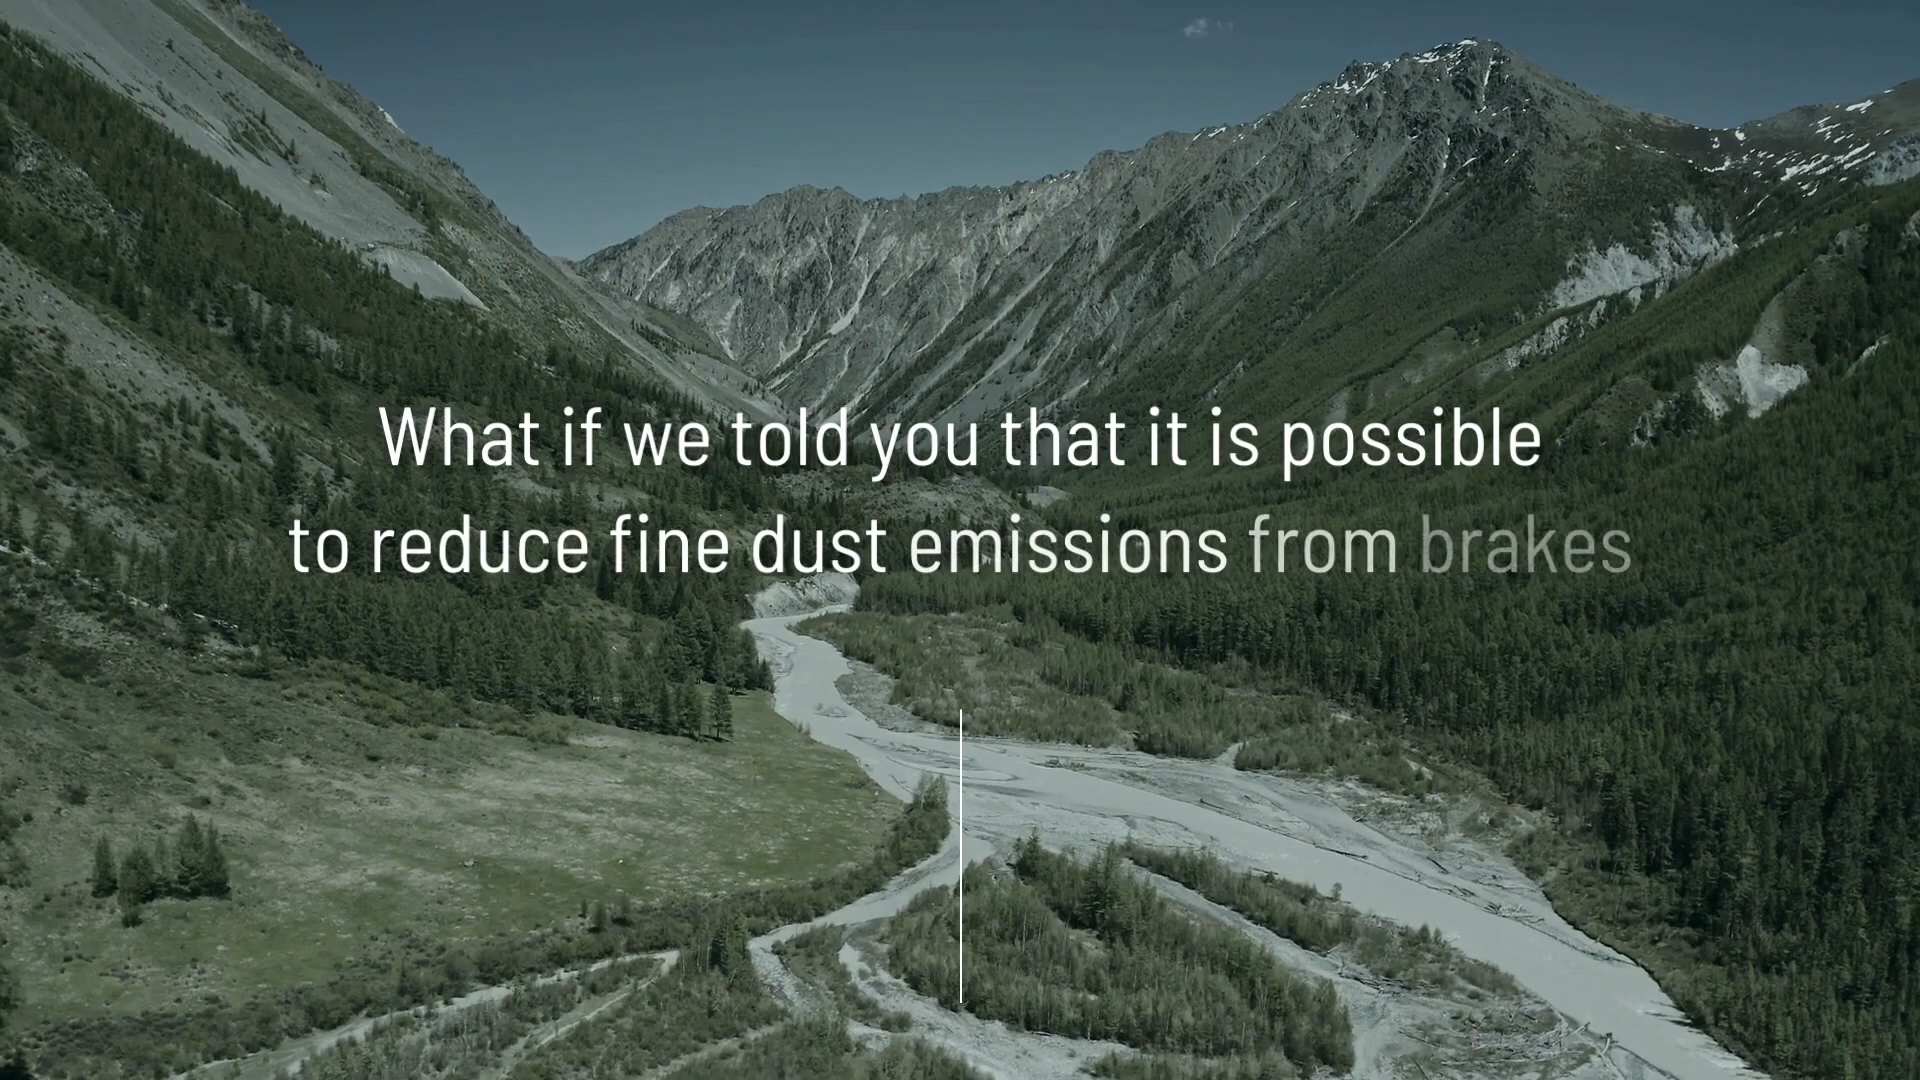 What if we told you that it is possible
to reduce fine dust emissions from brakes